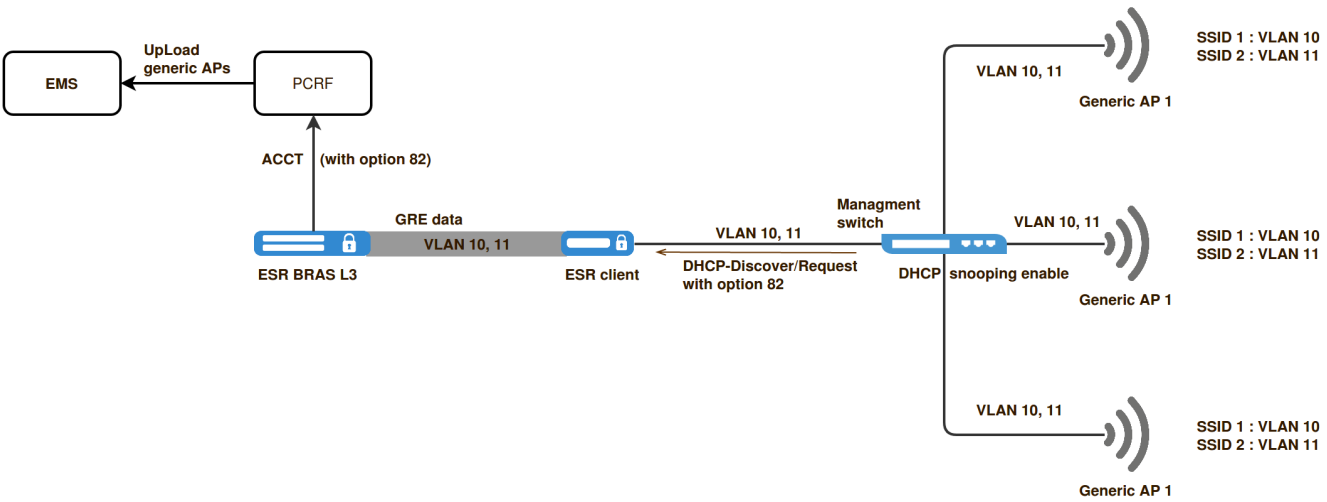 UpLoad
generic APs
EMS
PCRF
ACCT
(with option 82)
GRE data
VLAN 10, 11
ESR BRAS L3
ESR client
VLAN 10, 11
DHCP-Discover/Request
with option 82
Managment
switch
DHCP snooping enable
VLAN 10, 11
Generic AP 1
SSID 1 : VLAN 10
SSID 2 : VLAN 11
VLAN 10, 11
Generic AP 1
SSID 1 : VLAN 10
SSID 2 : VLAN 11
VLAN 10, 11
Generic AP 1
SSID 1 : VLAN 10
SSID 2 : VLAN 11